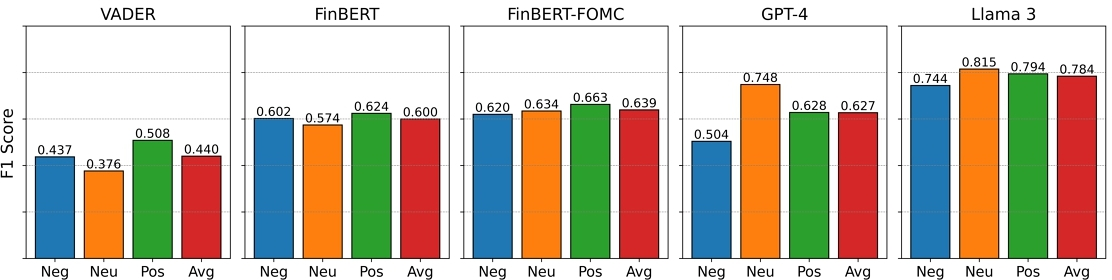 VADER
FinBERT
FinBERT-FOMC
GPT-4
Llama 3
F1 Score
0.437
0.376
0.508
0.440
Neg Neu Pos Avg
0.602
0.574
0.624
0.600
Neg Neu Pos Avg
0.620
0.634
0.663
0.639
Neg Neu Pos Avg
0.504
0.748
0.628
0.627
Neg Neu Pos Avg
0.744
0.815
0.794
0.784
Neg Neu Pos Avg